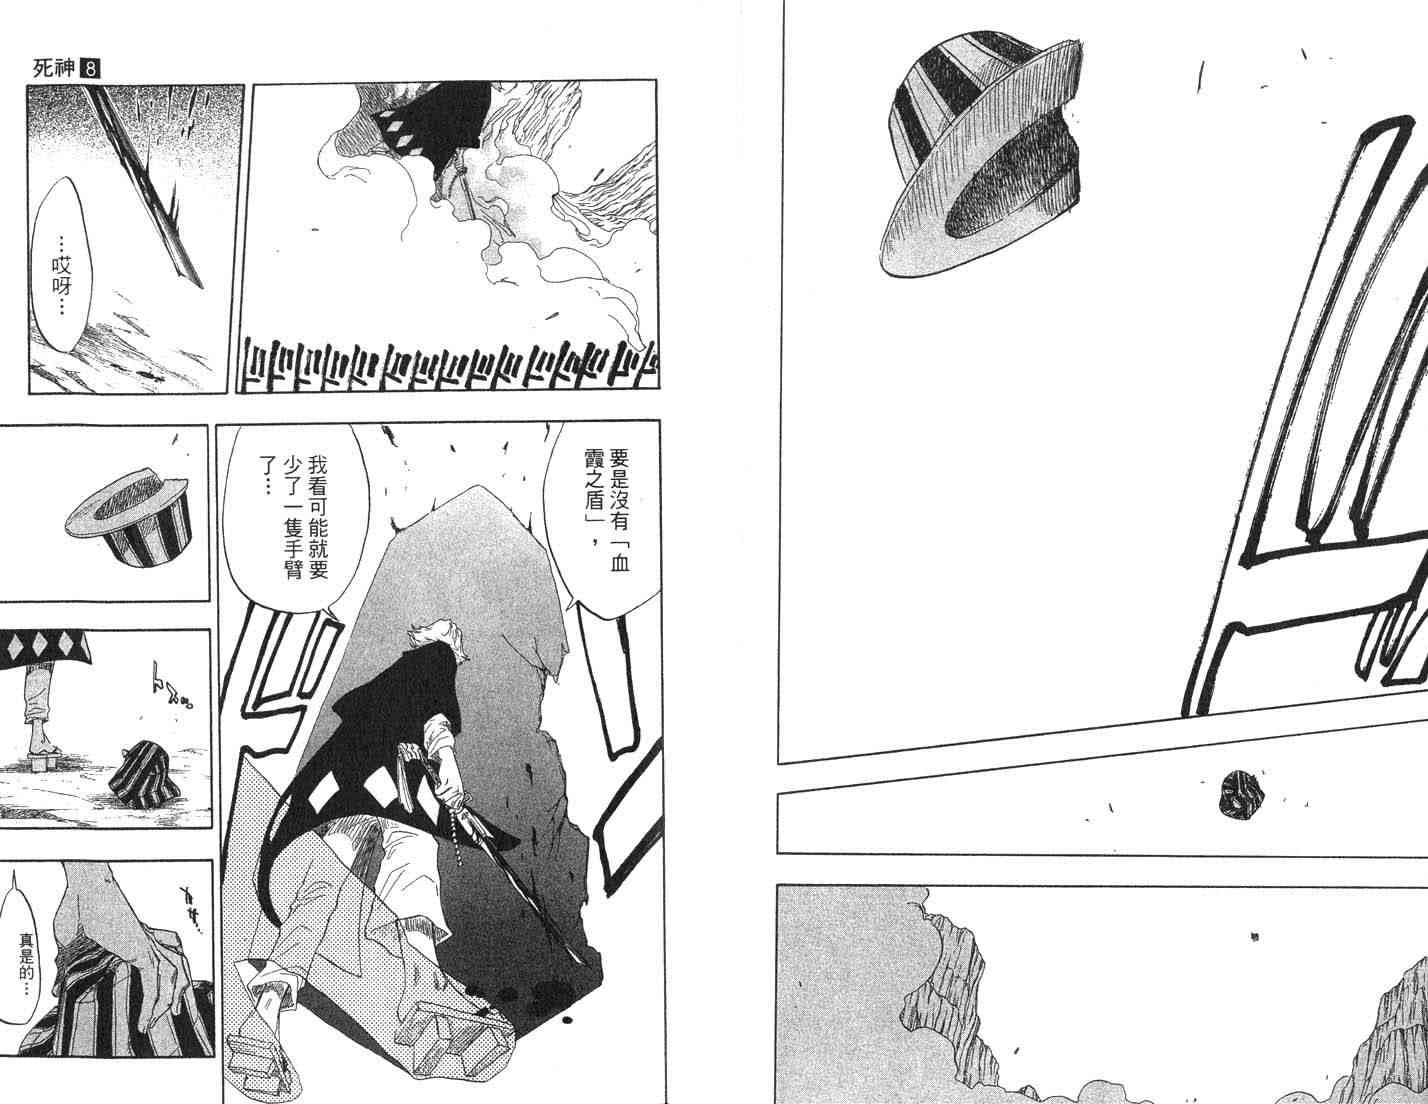 死神 8
…哎呀…
要是沒有「血
霞之盾」，
我看可能就要
少了一隻手臂
了…
真是的…